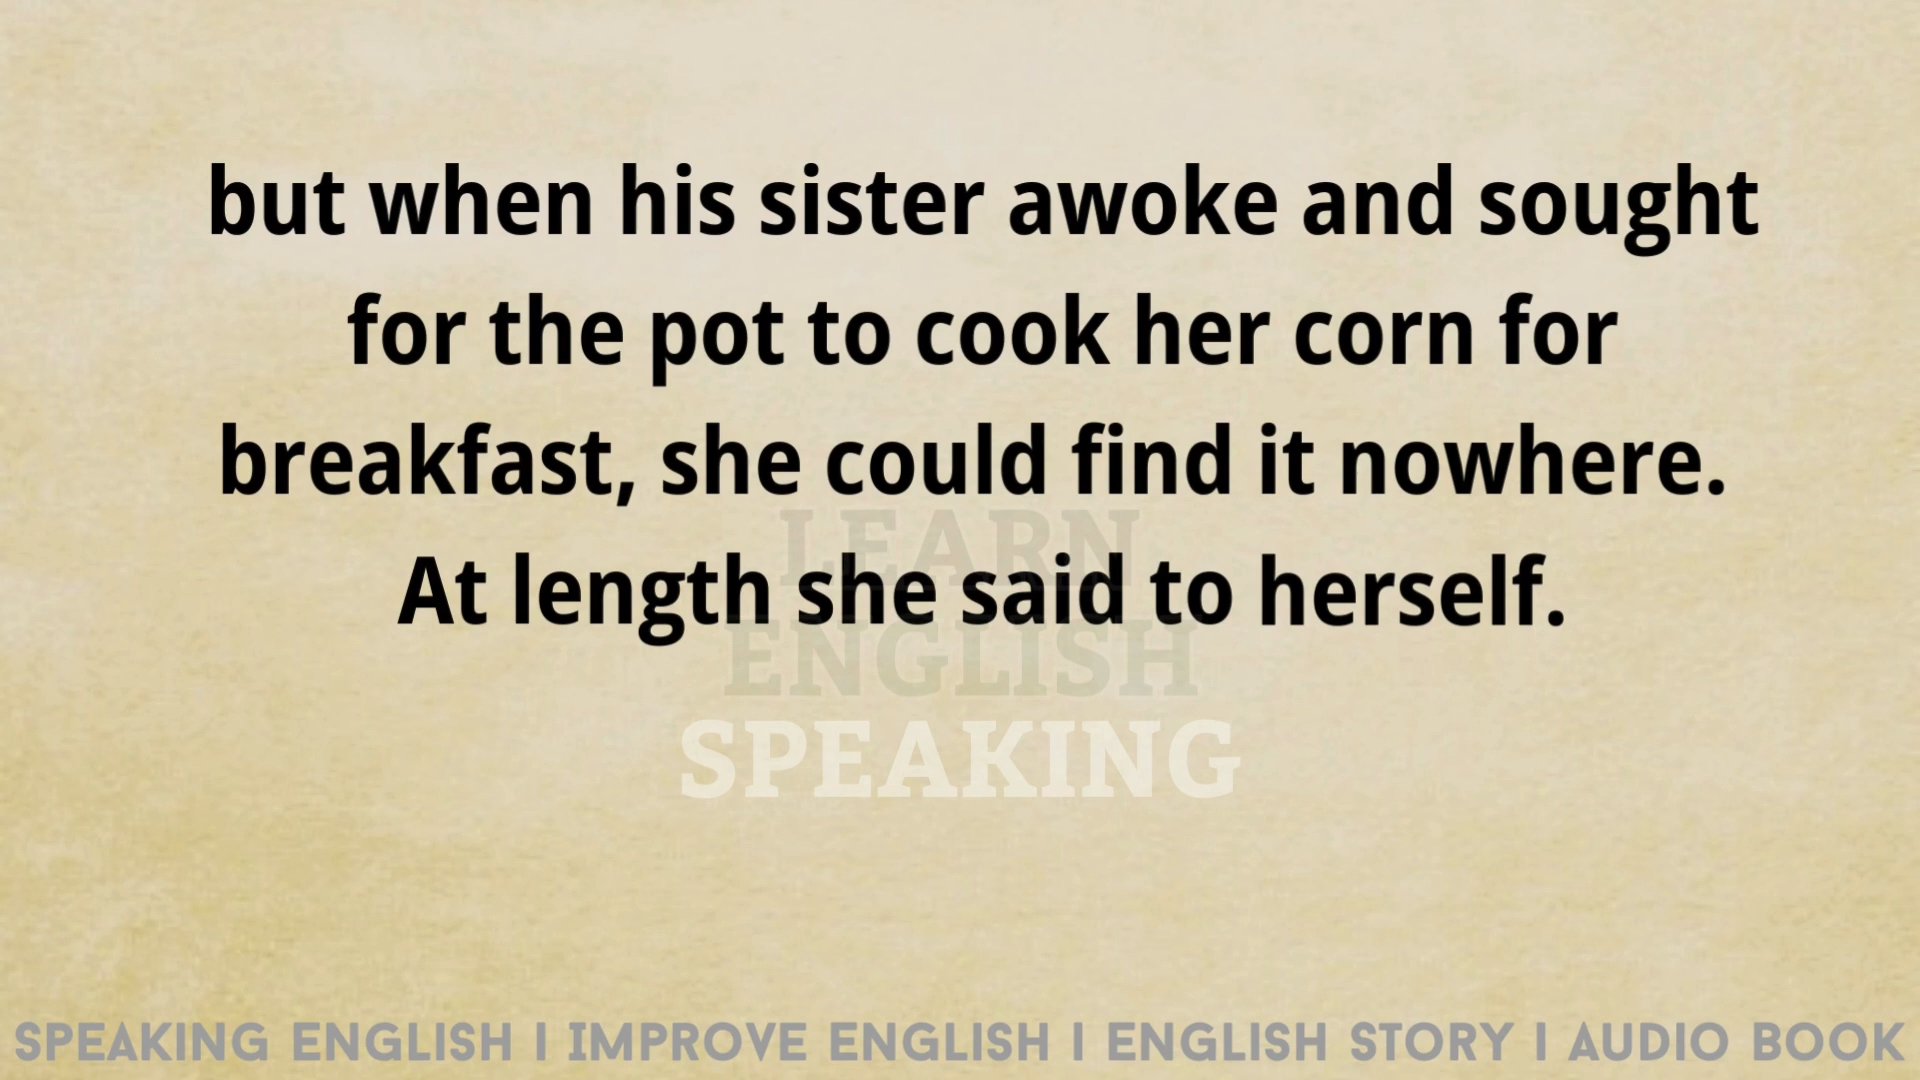 but when his sister awoke and sought
for the pot to cook her corn for
breakfast, she could find it nowhere.
At length she said to herself.
LEARN
ENGLISH
SPEAKING
SPEAKING ENGLISH I IMPROVE ENGLISH I ENGLISH STORY I AUDIO BOOK